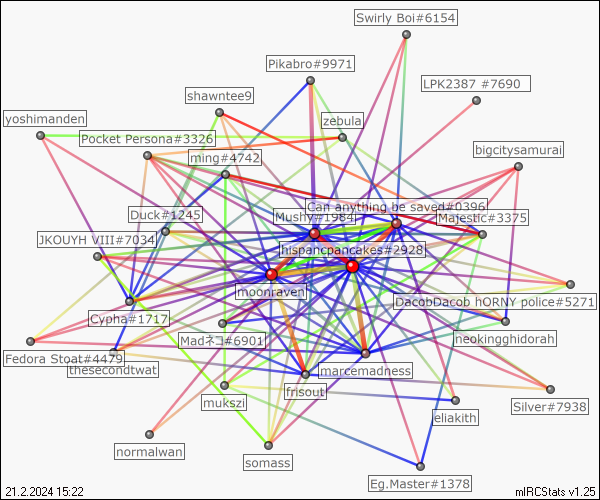 Swirly Boi#6154
Pikabro#9971
LPK2387 #7690
shawntee9
yoshimanden
zebula
Pocket Persona#3326
bigcitysamurai
ming#4742
Can anything be saved#0396
Duck#1245
Mushy#1984
Majestic#3375
JKOUYH VIII#7034
hispancpancakes#2928
moonraven
DacobDacob hORNY police#5271
Cypha#1717
Madネコ#6901
neokingghidorah
Fedora Stoat#4479
thesecondtwat
marcemadness
frisout
mukszi
eliakith
Silver#7938
normalwan
somass
Eg.Master#1378
21.2.2024 15:22
mIRCStats v1.25